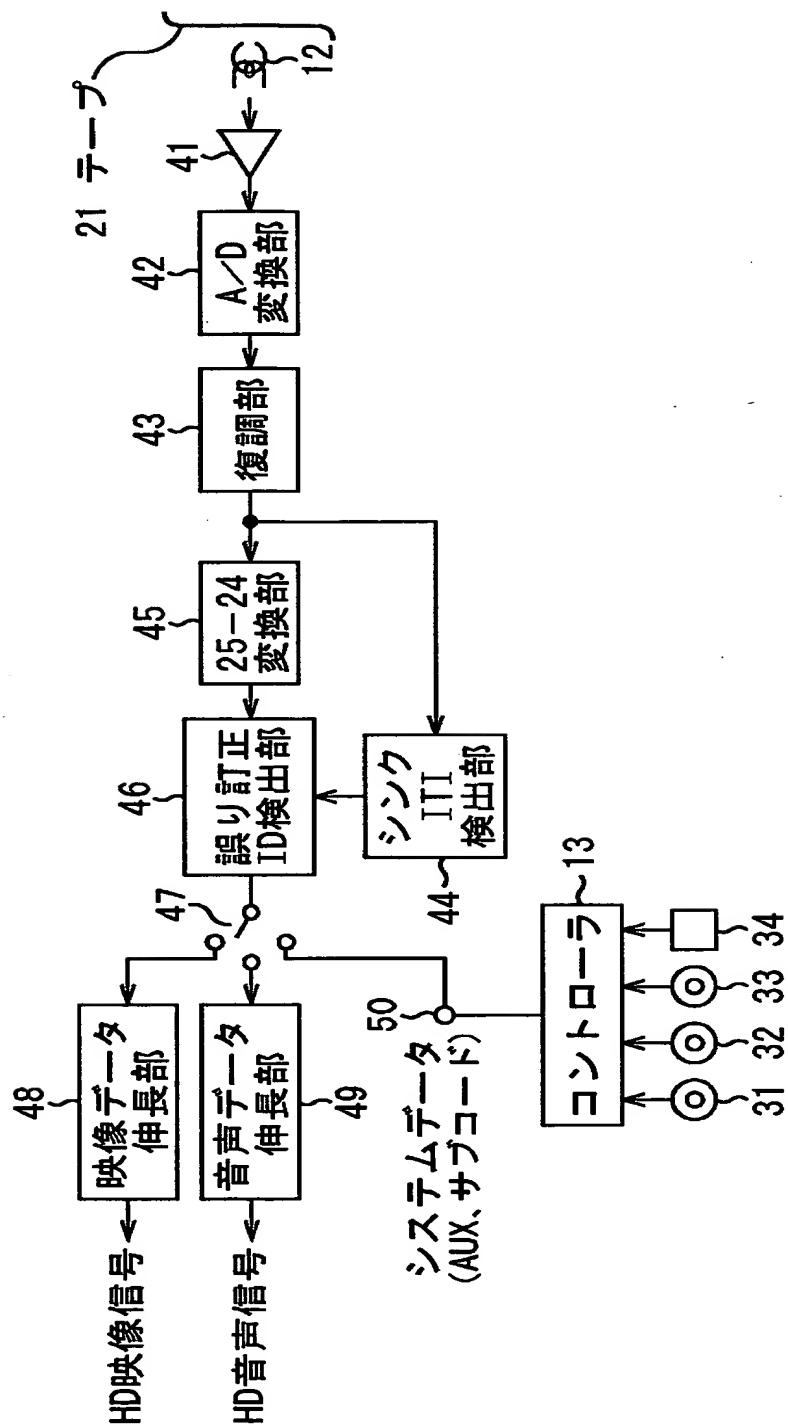 21 テープ
12
41
42
A/D
変換部
43
復調部
45
25-24
変換部
46
誤り訂正
ID検出部
44
シンク
ITI
検出部
47
48
映像データ
伸長部
HD映像信号
49
音声データ
伸長部
HD音声信号
50
システムデータ
(AUX、サブコード)
13
コントローラ
31
32
33
34